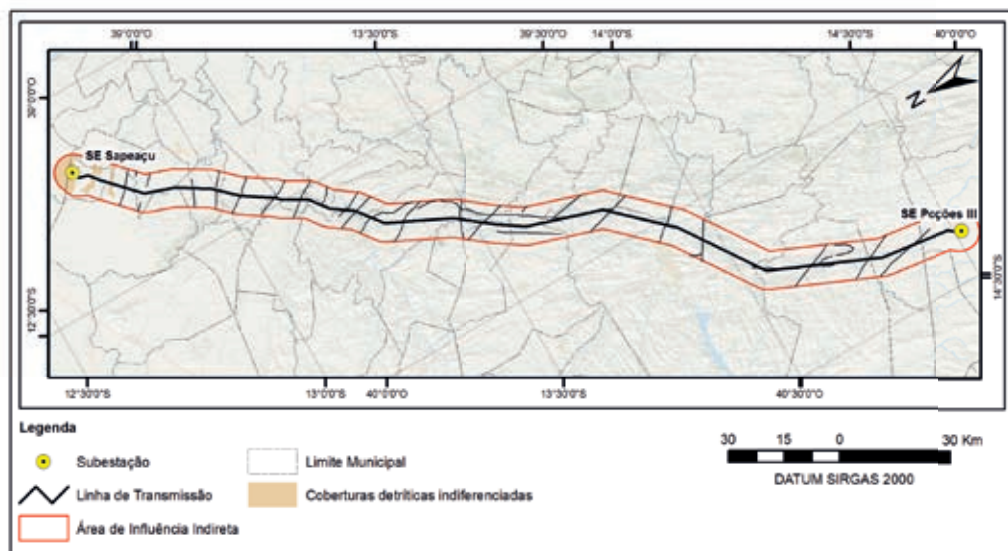 39°0'0"O 13°30'0"S 39°30'0"O 14°0'0"S 14°30'0"S 40°0'0"O
N
SE Sapeaçu
SE Poções III
12°30'0"S
14°30'0"S
12°30'0"S 13°0'0"S 40°0'0"O 13°30'0"S 40°30'0"O
Legenda
Subestação
Limite Municipal
Linha de Transmissão
Coberturas detríticas indiferenciadas
Área de Influência Indireta
30 15 0 30 Km
DATUM SIRGAS 2000